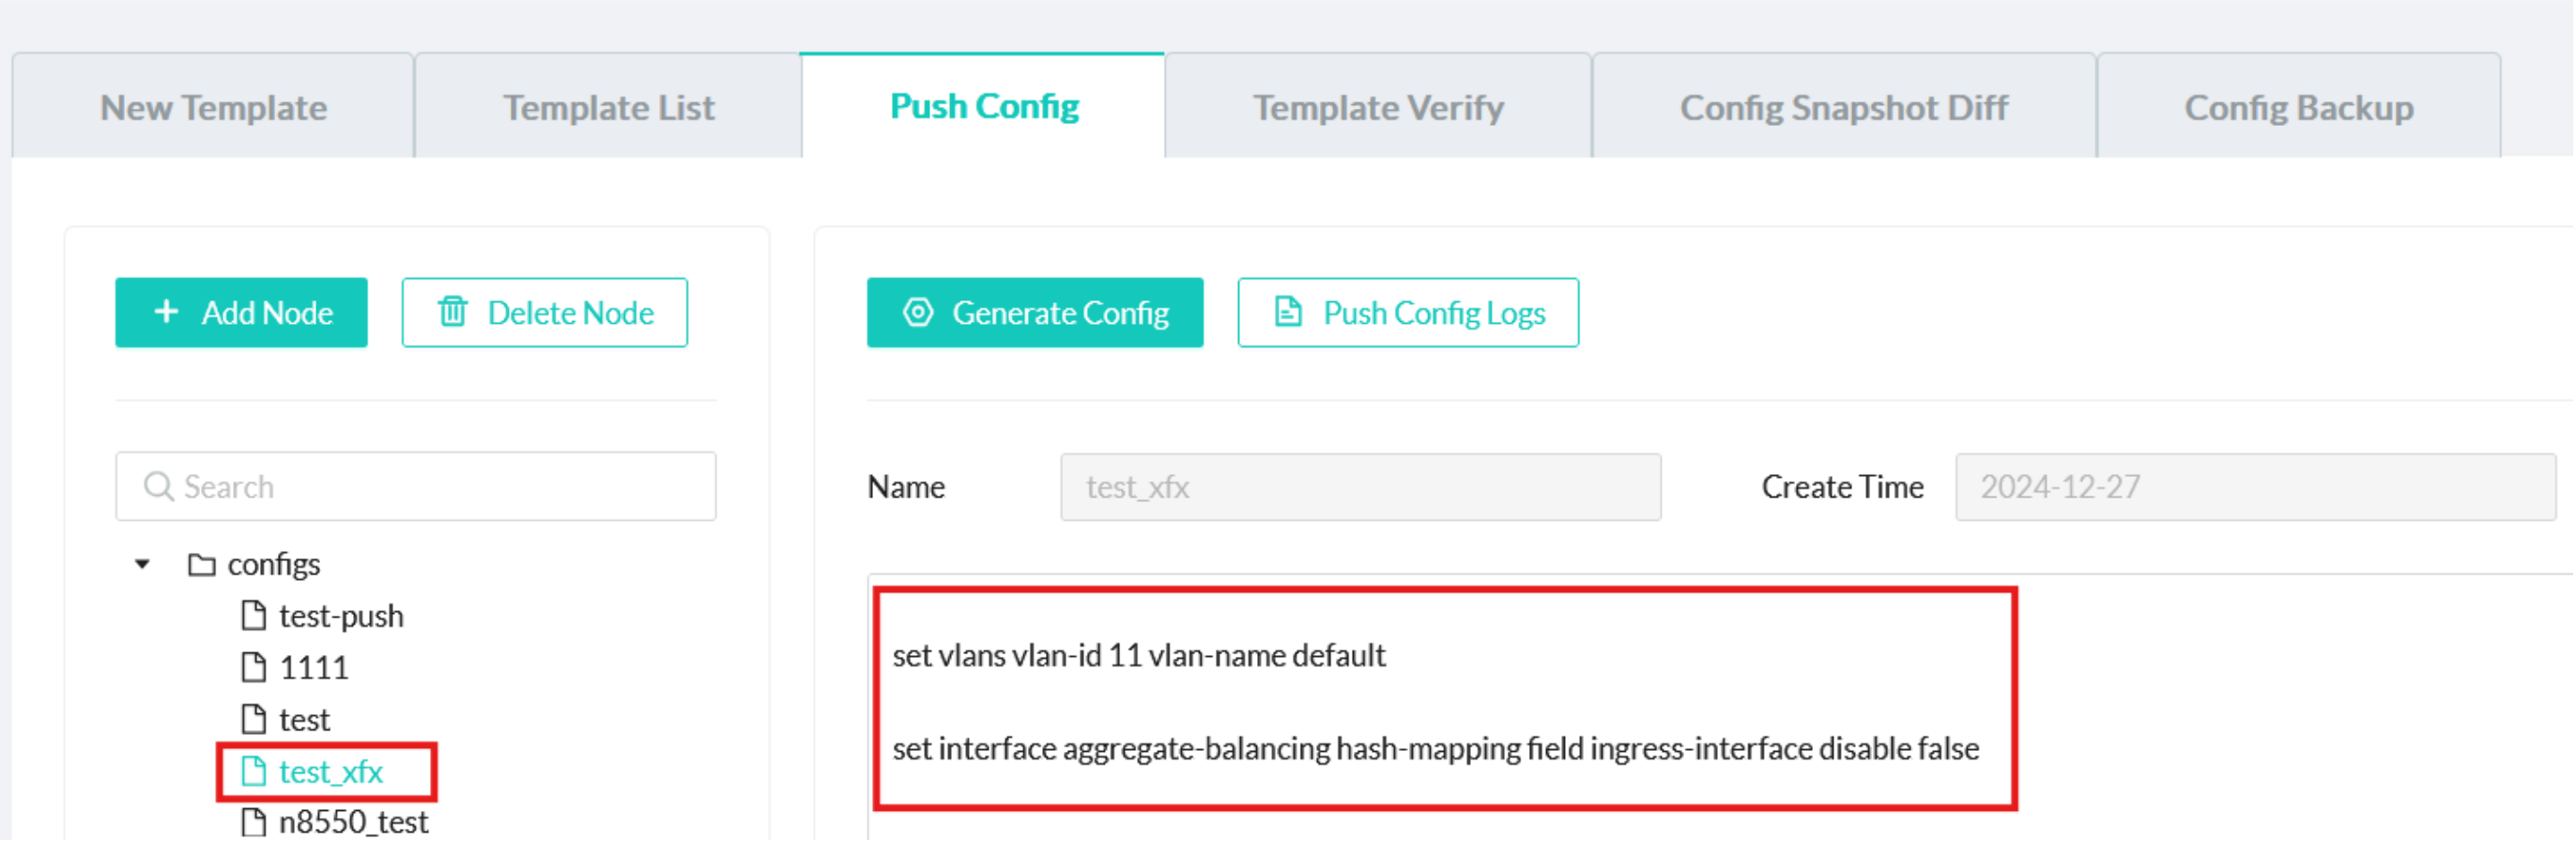 New Template
Template List
Push Config
Template Verify
Config Snapshot Diff
Config Backup
+ Add Node
Delete Node
Generate Config
Push Config Logs
Search
Name
test_xfx
Create Time
2024-12-27
configs
test-push
1111
test
test_xfx
n8550_test
set vlans vlan-id 11 vlan-name default
set interface aggregate-balancing hash-mapping field ingress-interface disable false